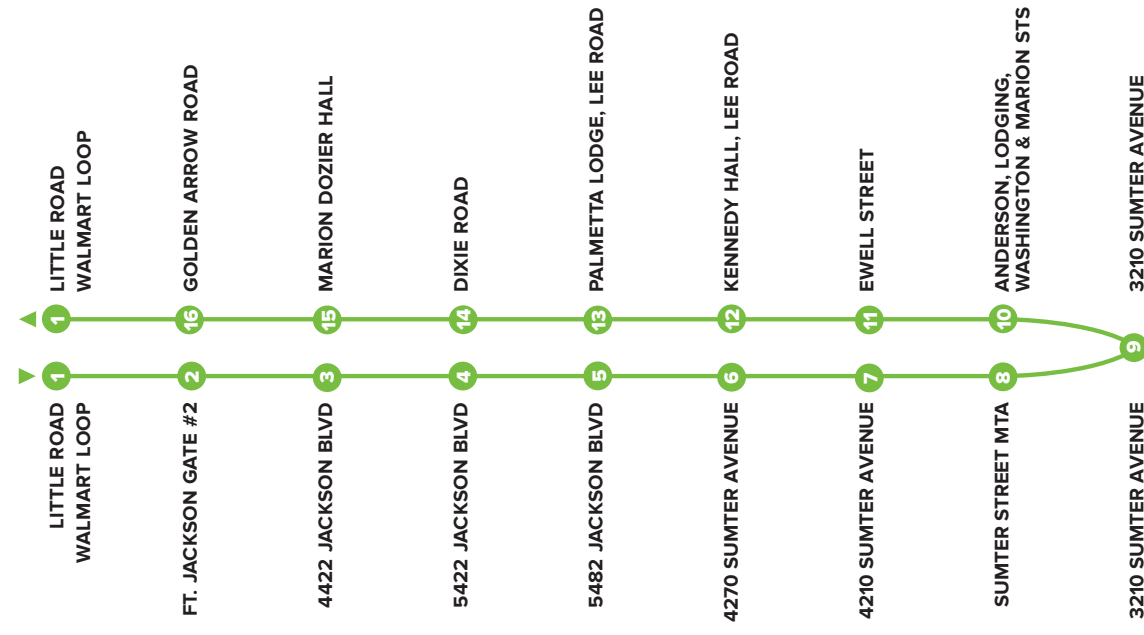 1
LITTLE ROAD
WALMART LOOP
2
FT. JACKSON GATE #2
3
4422 JACKSON BLVD
4
5422 JACKSON BLVD
5
5482 JACKSON BLVD
6
4270 SUMTER AVENUE
7
4210 SUMTER AVENUE
8
SUMTER STREET MTA
9
3210 SUMTER AVENUE
3210 SUMTER AVENUE
10
ANDERSON, LODGING,
WASHINGTON & MARION STS
11
EWELL STREET
12
KENNEDY HALL, LEE ROAD
13
PALMETTA LODGE, LEE ROAD
14
DIXIE ROAD
15
MARION DOZIER HALL
16
GOLDEN ARROW ROAD
1
LITTLE ROAD
WALMART LOOP